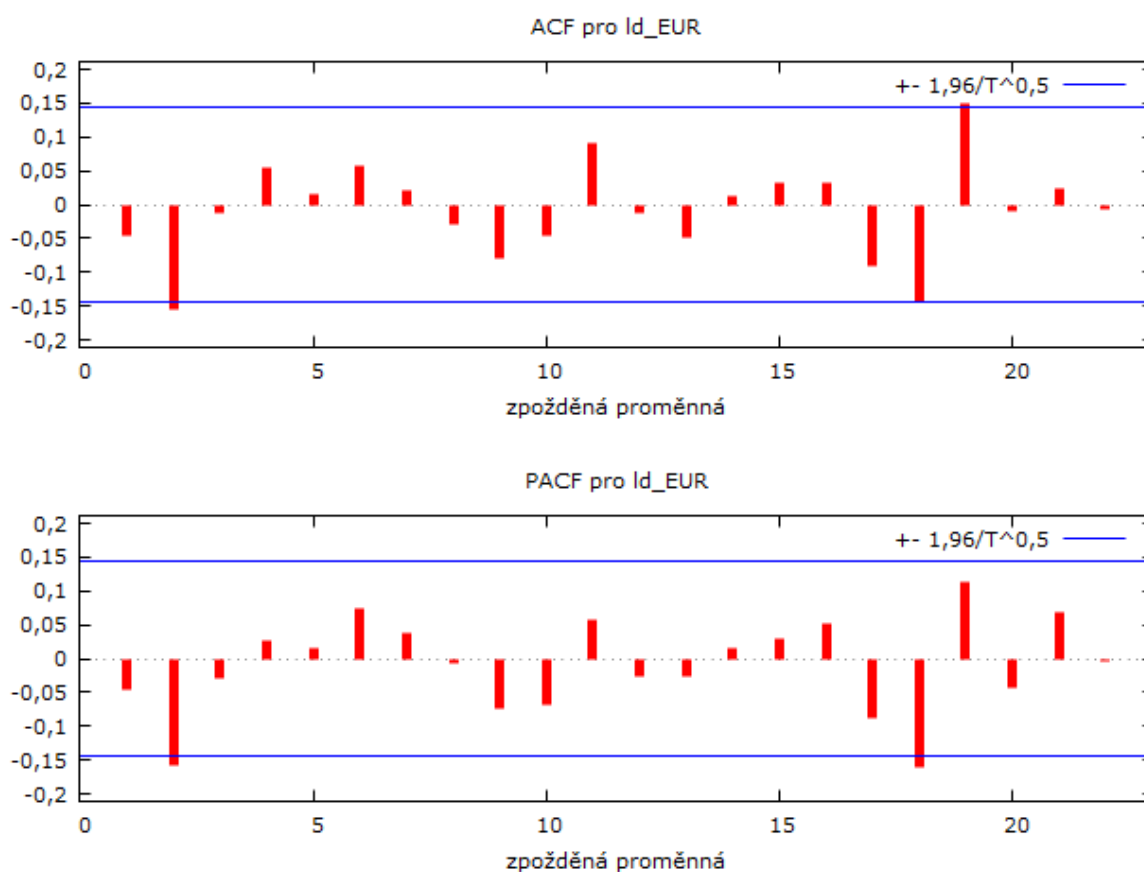 ACF pro ld_EUR
+- 1,96/T^0,5
0,2
0,15
0,1
0,05
0
-0,05
-0,1
-0,15
-0,2
0 5 10 15 20
zpožděná proměnná
PACF pro ld_EUR
+- 1,96/T^0,5
0,2
0,15
0,1
0,05
0
-0,05
-0,1
-0,15
-0,2
0 5 10 15 20
zpožděná proměnná